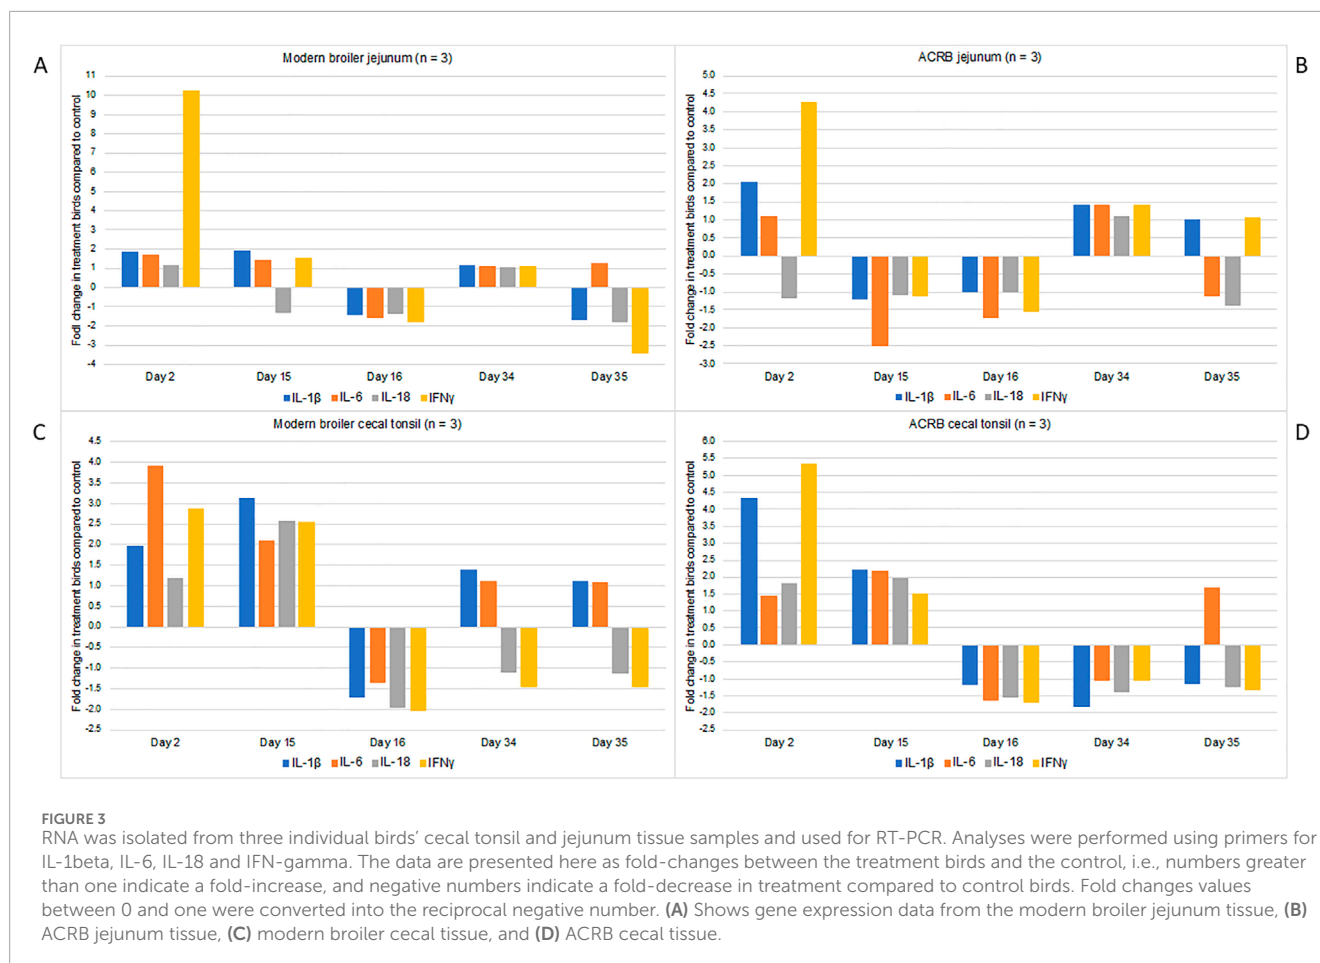 A
Modern broiler jejunum (n = 3)
Fodl change in treatment birds compared to control
11
10
9
8
7
6
5
4
3
2
1
0
-1
-2
-3
-4
Day 2 Day 15 Day 16 Day 34 Day 35
IL-1β IL-6 IL-18 IFNγ
B
ACRB jejunum (n = 3)
Fold change in treatment birds compared to control
5.0
4.5
4.0
3.5
3.0
2.5
2.0
1.5
1.0
0.5
0.0
-0.5
-1.0
-1.5
-2.0
-2.5
-3.0
Day 2 Day 15 Day 16 Day 34 Day 35
IL-1β IL-6 IL-18 IFNγ
C
Modern broiler cecal tonsil (n = 3)
Fold change in treatment birds compared to control
4.5
4.0
3.5
3.0
2.5
2.0
1.5
1.0
0.5
0.0
-0.5
-1.0
-1.5
-2.0
-2.5
Day 2 Day 15 Day 16 Day 34 Day 35
IL-1β IL-6 IL-18 IFNγ
D
ACRB cecal tonsil (n = 3)
Fold change in treatment birds compared to control
6.0
5.5
5.0
4.5
4.0
3.5
3.0
2.5
2.0
1.5
1.0
0.5
0.0
-0.5
-1.0
-1.5
-2.0
-2.5
Day 2 Day 15 Day 16 Day 34 Day 35
IL-1β IL-6 IL-18 IFNγ
FIGURE 3
RNA was isolated from three individual birds’ cecal tonsil and jejunum tissue samples and used for RT-PCR. Analyses were performed using primers for
IL-1beta, IL-6, IL-18 and IFN-gamma. The data are presented here as fold-changes between the treatment birds and the control, i.e., numbers greater
than one indicate a fold-increase, and negative numbers indicate a fold-decrease in treatment compared to control birds. Fold changes values
between 0 and one were converted into the reciprocal negative number. (A) Shows gene expression data from the modern broiler jejunum tissue, (B)
ACRB jejunum tissue, (C) modern broiler cecal tissue, and (D) ACRB cecal tissue.